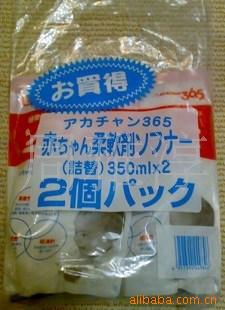 お買得
365
アカチャン365
赤ちゃん柔軟剤ソフナー
(詰替)350ml×2
2個パック
alibaba.com.cn